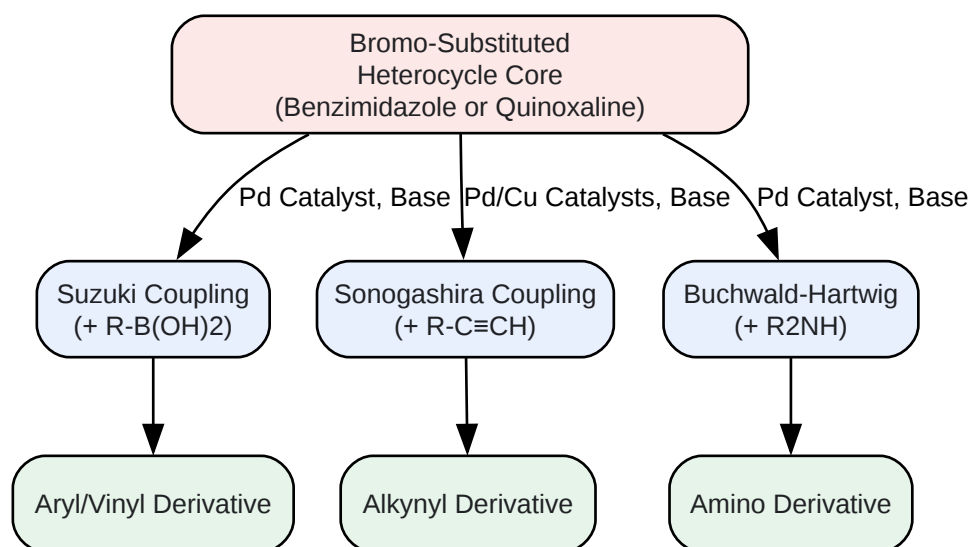 Bromo-Substituted
Heterocycle Core
(Benzimidazole or Quinoxaline)
Pd Catalyst, Base
Pd/Cu Catalysts, Base
Pd Catalyst, Base
Suzuki Coupling
(+ R-B(OH)2)
Sonogashira Coupling
(+ R-C≡CH)
Buchwald-Hartwig
(+ R2NH)
Aryl/Vinyl Derivative
Alkynyl Derivative
Amino Derivative